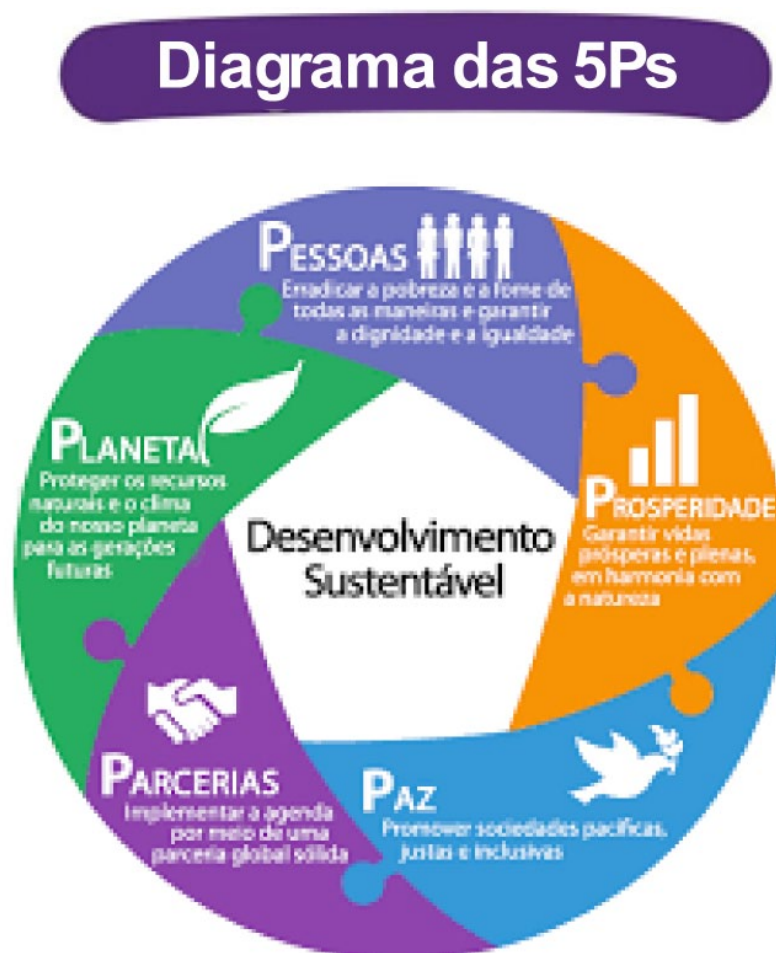 Diagrama das 5Ps
PESSOAS
Erradicar a pobreza e a fome de
todas as maneiras e garantir
a dignidade e a igualdade
PLANETA
Proteger os recursos
naturais e o clima
do nosso planeta
para as gerações
futuras
PROSPERIDADE
Garantir vidas
prósperas e plenas,
em harmonia com
a natureza
Desenvolvimento
Sustentável
PARCERIAS
Implementar a agenda
por meio de uma
parceria global sólida
PAZ
Promover sociedades pacíficas,
justas e inclusivas